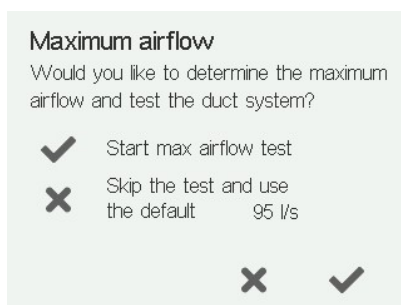 Maximum airflow
Would you like to determine the maximum
airflow and test the duct system?
Start max airflow test
Skip the test and use
the default 95 l/s